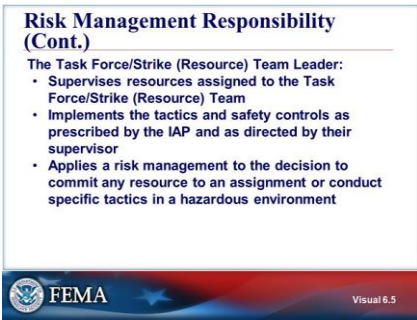 Risk Management Responsibility
(Cont.)
The Task Force/Strike (Resource) Team Leader:
• Supervises resources assigned to the Task
Force/Strike (Resource) Team
• Implements the tactics and safety controls as
prescribed by the IAP and as directed by their
supervisor
• Applies a risk management to the decision to
commit any resource to an assignment or conduct
specific tactics in a hazardous environment
FEMA
Visual 6.5